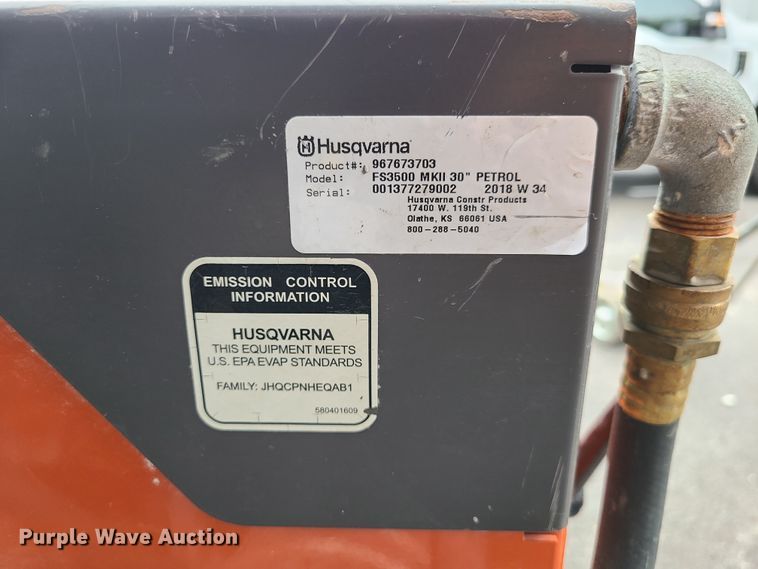 Husqvarna
Product#: 967673703
Model: FS3500 MKII 30" PETROL
Serial: 001377279002 2018 W 34
Husqvarna Constr Products
17400 W. 119th St.
Olathe, KS 66061 USA
800-288-5040
EMISSION CONTROL
INFORMATION
HUSQVARNA
THIS EQUIPMENT MEETS
U.S. EPA EVAP STANDARDS
FAMILY: JHQCPNHEQAB1
580401609
Purple Wave Auction